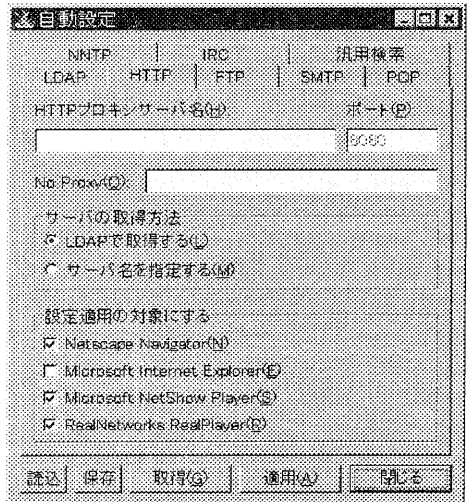 自動設定
NNTP IRC 汎用検索
LDAP HTTP FTP SMTP POP
HTTPプロキシサーバ名(H): ポート(P):
8080
No Proxy(O):
サーバの取得方法
LDAPで取得する(L)
サーバ名を指定する(M)
設定適用の対象にする
Netscape Navigator(N)
Microsoft Internet Explorer(E)
Microsoft NetShow Player(S)
RealNetworks RealPlayer(R)
読込 保存 取得(G) 適用(A) 閉じる